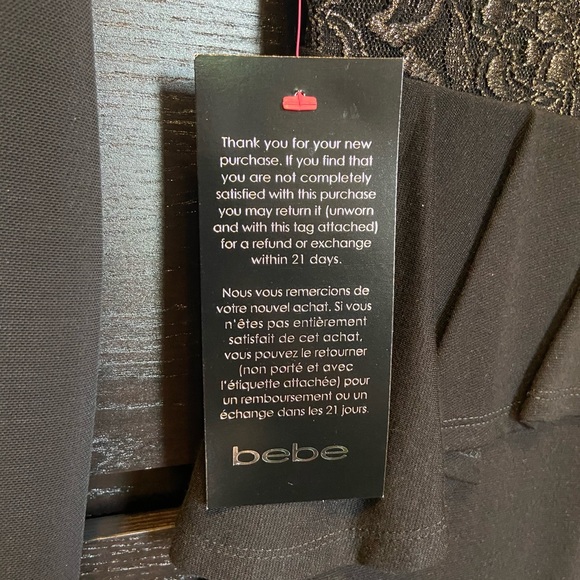 Thank you for your new
purchase. If you find that
you are not completely
satisfied with this purchase
you may return it (unworn
and with this tag attached)
for a refund or exchange
within 21 days.
Nous vous remercions de
votre nouvel achat. Si vous
n'êtes pas entièrement
satisfait de cet achat,
vous pouvez le retourner
(non porté et avec
l'étiquette attachée) pour
un remboursement ou un
échange dans les 21 jours.
bebe